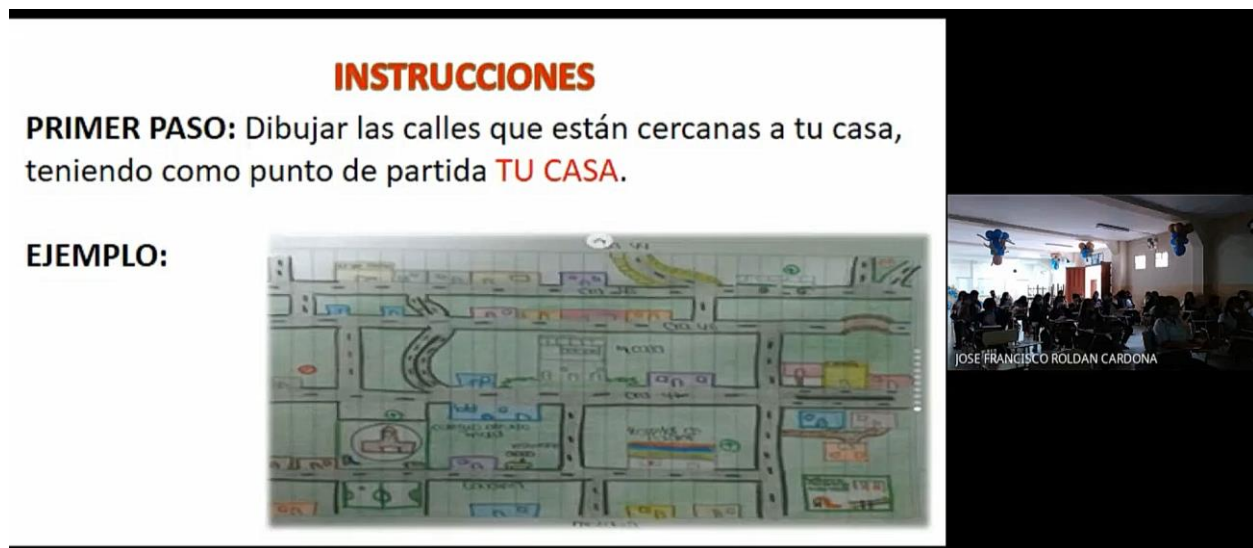 INSTRUCCIONES
PRIMER PASO: Dibujar las calles que están cercanas a tu casa,
teniendo como punto de partida TU CASA.
EJEMPLO:
JOSE FRANCISCO ROLDAN CARDONA